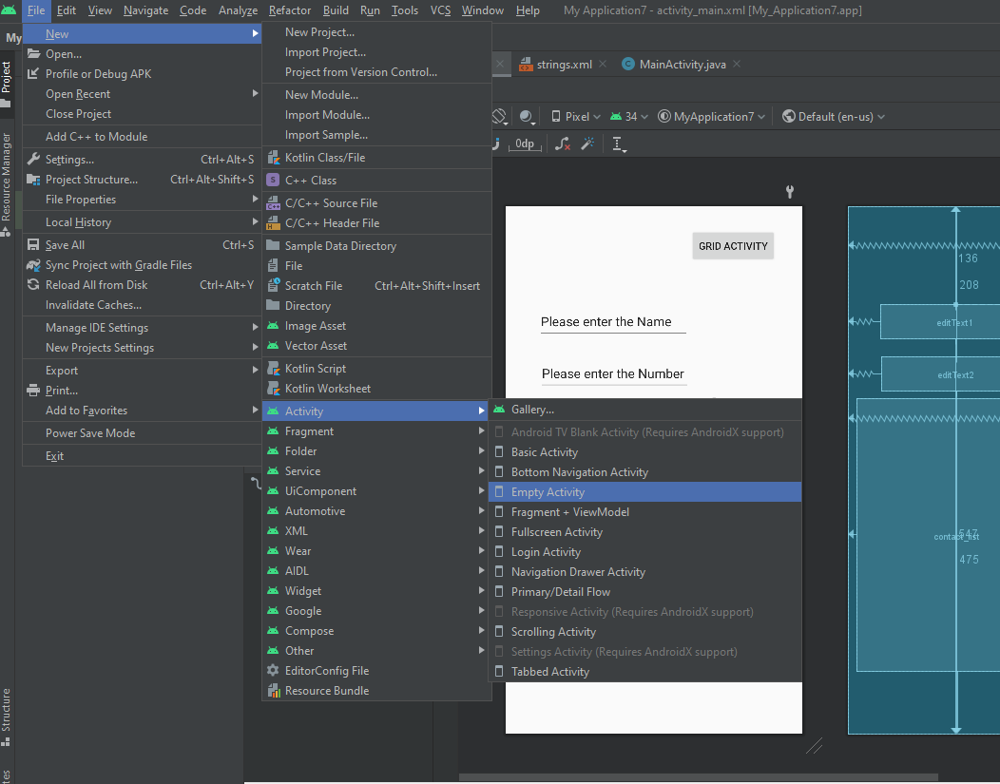 File Edit View Navigate Code Analyze Refactor Build Run Tools VCS Window Help My Application7 - activity_main.xml [My_Application7.app]
My
New
Open...
Profile or Debug APK
Open Recent
Close Project
Add C++ to Module
Settings... Ctrl+Alt+S
Project Structure... Ctrl+Alt+Shift+S
File Properties
Local History
Save All Ctrl+S
Sync Project with Gradle Files
Reload All from Disk Ctrl+Alt+Y
Invalidate Caches...
Manage IDE Settings
New Projects Settings
Export
Print...
Add to Favorites
Power Save Mode
Exit
New Project...
Import Project...
Project from Version Control...
New Module...
Import Module...
Import Sample...
Kotlin Class/File
S C++ Class
C/C++ Source File
C/C++ Header File
Sample Data Directory
File
Scratch File Ctrl+Alt+Shift+Insert
Directory
Image Asset
Vector Asset
Kotlin Script
Kotlin Worksheet
Activity
Fragment
Folder
Service
UiComponent
Automotive
XML
Wear
AIDL
Widget
Google
Compose
Other
EditorConfig File
Resource Bundle
Gallery...
Android TV Blank Activity (Requires AndroidX support)
Basic Activity
Bottom Navigation Activity
Empty Activity
Fragment + ViewModel
Fullscreen Activity
Login Activity
Navigation Drawer Activity
Primary/Detail Flow
Responsive Activity (Requires AndroidX support)
Scrolling Activity
Settings Activity (Requires AndroidX support)
Tabbed Activity
strings.xml
C MainActivity.java
Pixel 34 MyApplication7 Default (en-us)
0dp
GRID ACTIVITY
Please enter the Name
Please enter the Number
136
208
editText1
editText2
547
contact_list
475
Project
Resource Manager
Structure